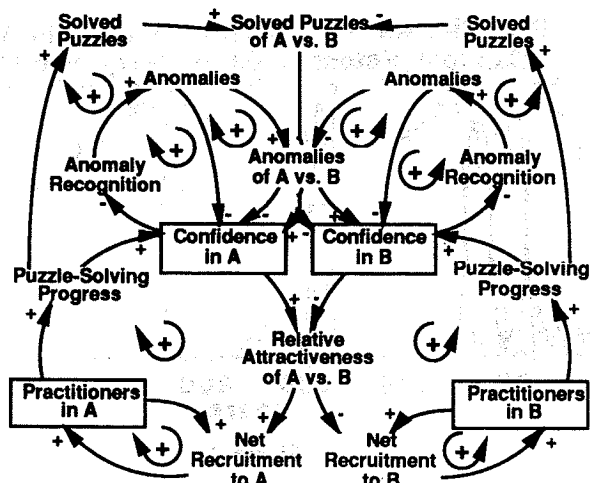 Solved
Puzzles
+
Solved Puzzles
of A vs. B
-
Solved
Puzzles
+
+
+
+
Anomalies
+
+
Anomalies
+
+
+
+
+
Anomaly
Recognition
+
-
Anomalies
of A vs. B
+
-
Anomaly
Recognition
-
-
-
+
-
+
-
-
Confidence
in A
+
-
Confidence
in B
+
+
Puzzle-Solving
Progress
Puzzle-Solving
Progress
+
-
+
+
+
Relative
Attractiveness
of A vs. B
+
+
Practitioners
in A
Practitioners
in B
+
+
-
+
+
+
Net
Recruitment
to A
Net
Recruitment
to B
+
+